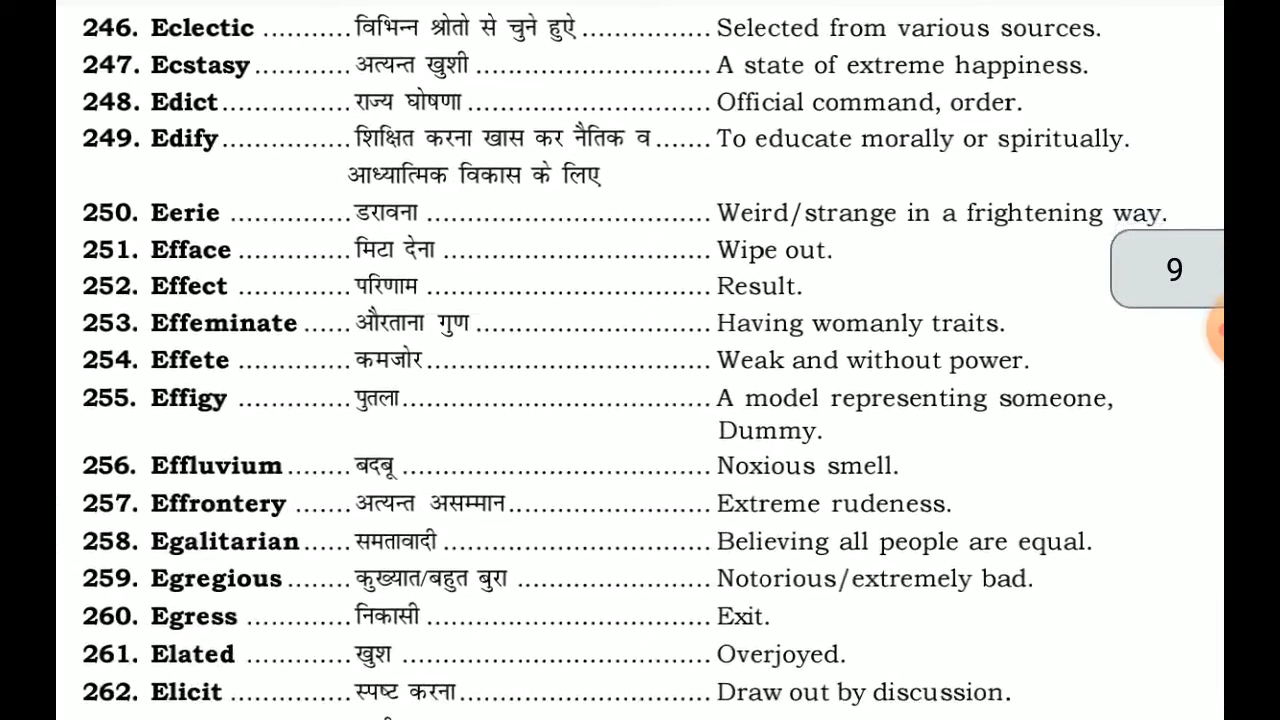 246. Eclectic ...........विभिन्न श्रोतो से चुने हुऐ ................ Selected from various sources.
247. Ecstasy............ अत्यन्त खुशी ............................. A state of extreme happiness.
248. Edict................ राज्य घोषणा .............................. Official command, order.
249. Edify................ शिक्षित करना खास कर नैतिक व ....... To educate morally or spiritually.
आध्यात्मिक विकास के लिए
250. Eerie ............... डरावना ................................... Weird/strange in a frightening way.
251. Efface .............. मिटा देना ................................. Wipe out.
9
252. Effect .............. परिणाम ................................... Result.
253. Effeminate ...... औरताना गुण ............................. Having womanly traits.
254. Effete .............. कमजोर................................... Weak and without power.
255. Effigy .............. पुतला...................................... A model representing someone,
Dummy.
256. Effluvium........ बदबू ....................................... Noxious smell.
257. Effrontery ....... अत्यन्त असम्मान......................... Extreme rudeness.
258. Egalitarian...... समतावादी ................................. Believing all people are equal.
259. Egregious ........ कुख्यात/बहुत बुरा ........................ Notorious/extremely bad.
260. Egress ............. निकासी ................................... Exit.
261. Elated ............. खुश ...................................... Overjoyed.
262. Elicit ............... स्पष्ट करना............................... Draw out by discussion.